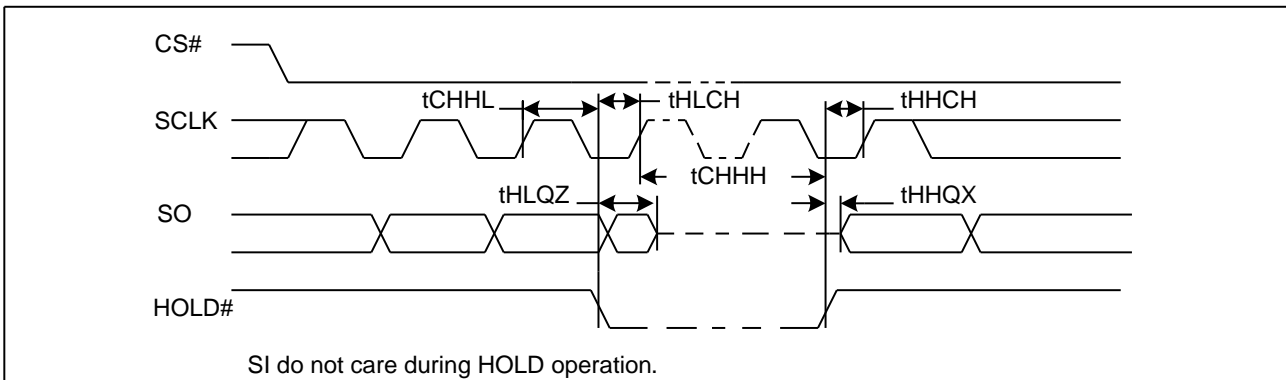 CS#
tCHHL tHLCH tHHCH
SCLK
tCHHH
tHLQZ tHHQX
SO
HOLD#
SI do not care during HOLD operation.